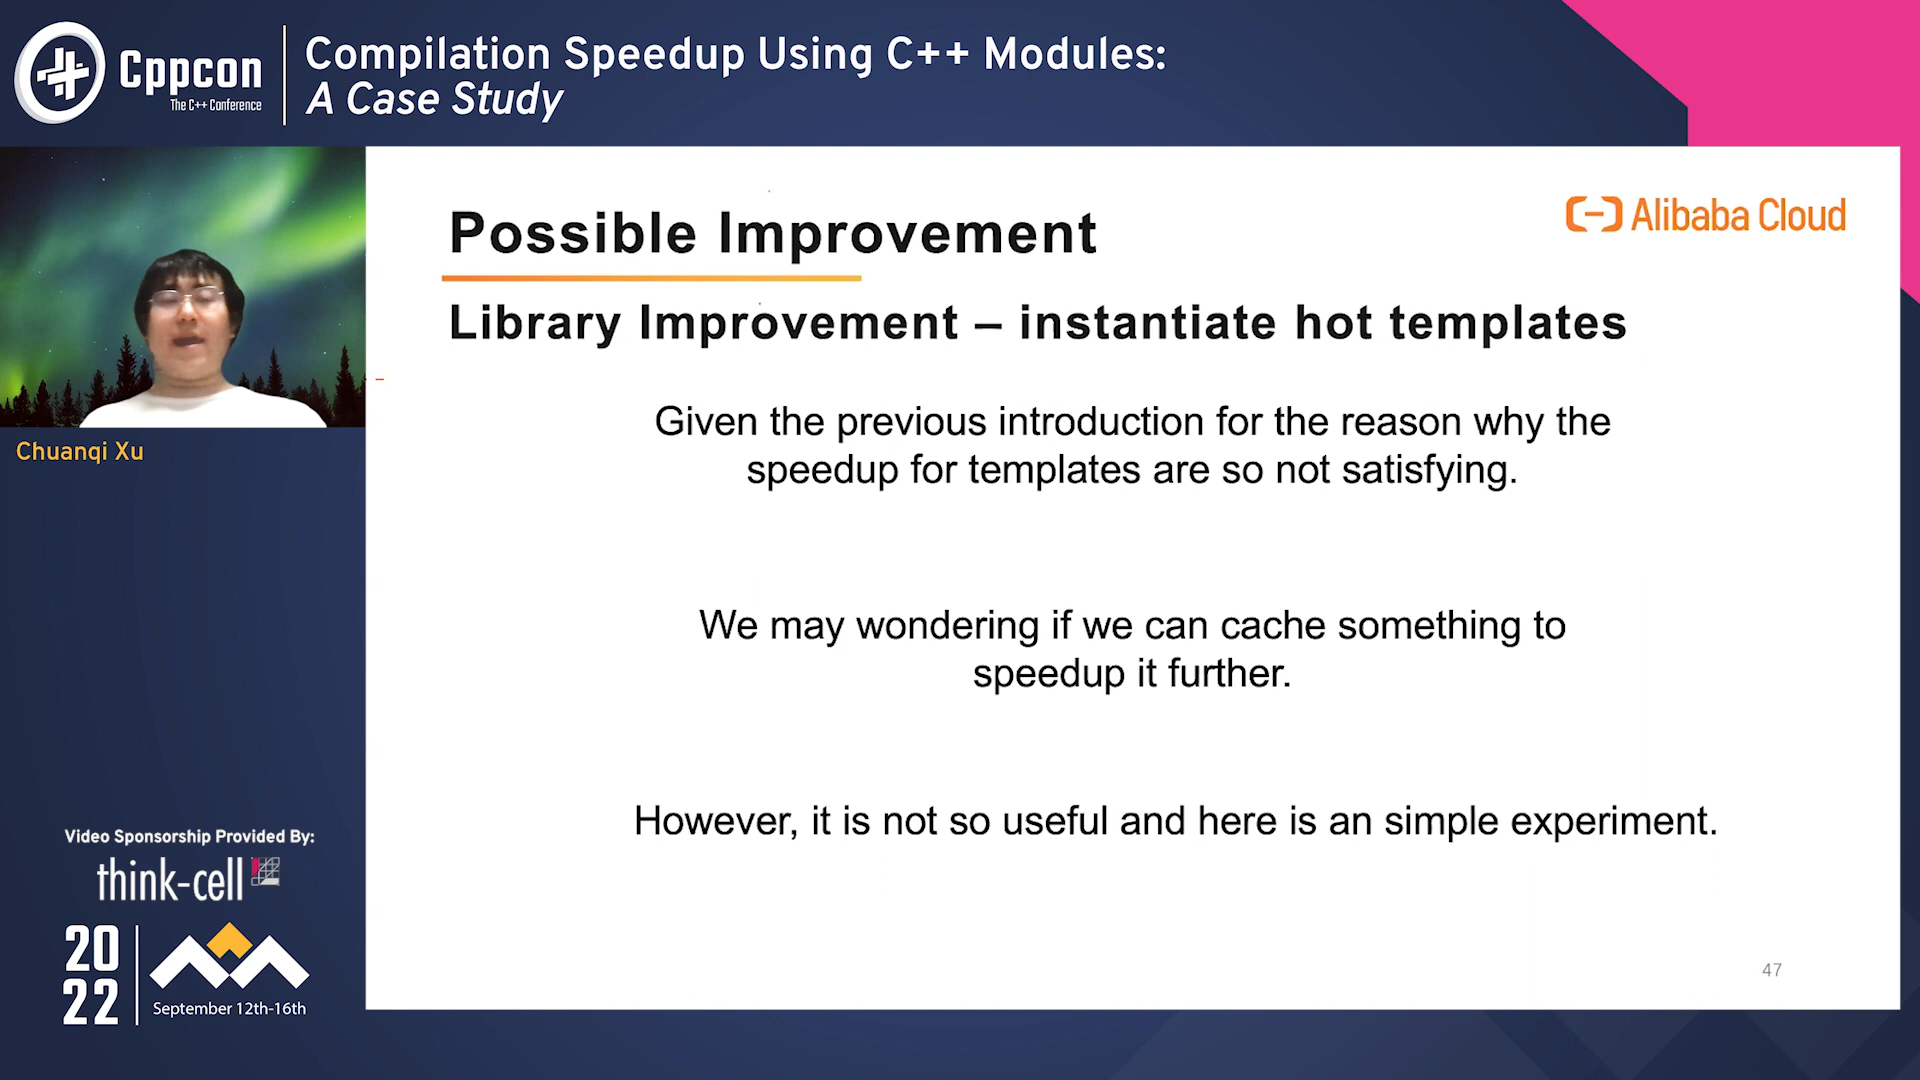 Cppcon
The C++ Conference
Compilation Speedup Using C++ Modules:
A Case Study
Alibaba Cloud
Possible Improvement
Library Improvement – instantiate hot templates
Given the previous introduction for the reason why the
speedup for templates are so not satisfying.
We may wondering if we can cache something to
speedup it further.
However, it is not so useful and here is an simple experiment.
47
Chuanqi Xu
Video Sponsorship Provided By:
think-cell
20
22
September 12th-16th